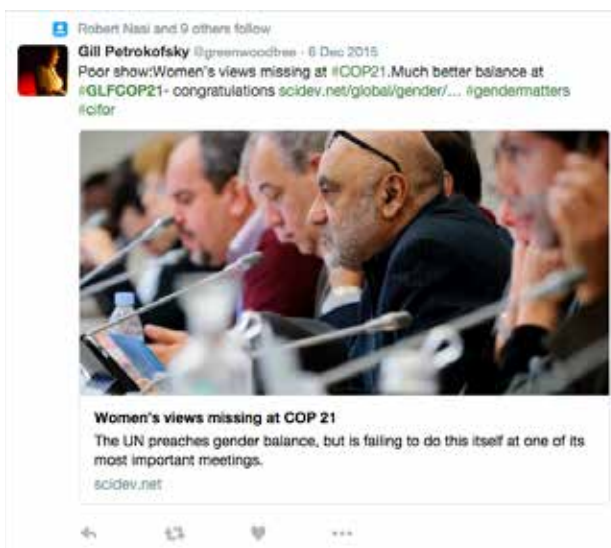 Robert Nasi and 9 others follow
Gill Petrokofsky @greenwoodtree · 6 Dec 2015
Poor show:Women's views missing at #COP21.Much better balance at
#GLFCOP21- congratulations scidev.net/global/gender/... #gendermatters
#cifor
Women's views missing at COP 21
The UN preaches gender balance, but is failing to do this itself at one of its
most important meetings.
scidev.net